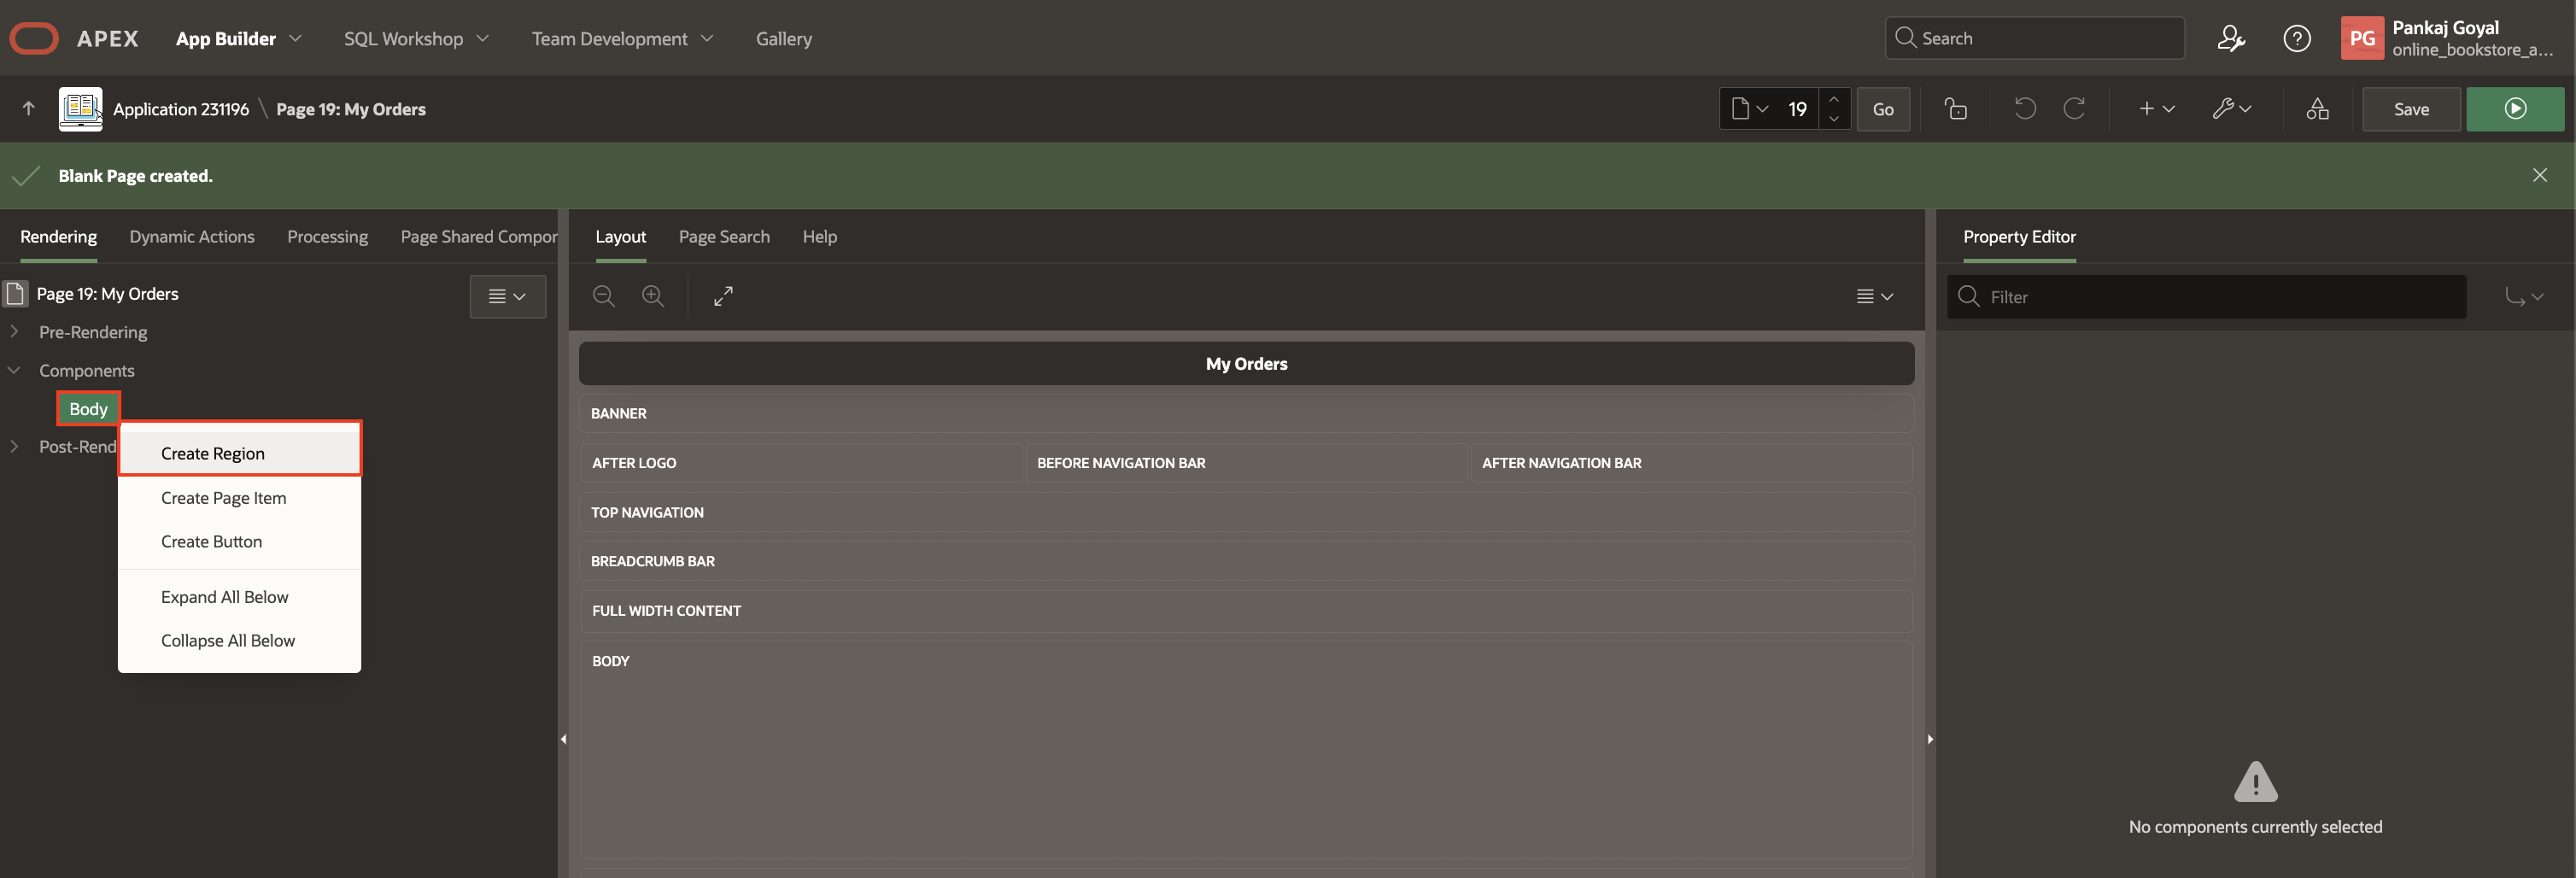 APEX App Builder SQL Workshop Team Development Gallery Search PG Pankaj Goyal
online_bookstore_a...
Application 231196 \ Page 19: My Orders 19 Go Save
Blank Page created.
Rendering Dynamic Actions Processing Page Shared Compor
Layout Page Search Help
Property Editor
Page 19: My Orders
Filter
Pre-Rendering
Components
Body
Post-Rend
Create Region
Create Page Item
Create Button
Expand All Below
Collapse All Below
My Orders
BANNER
AFTER LOGO BEFORE NAVIGATION BAR AFTER NAVIGATION BAR
TOP NAVIGATION
BREADCRUMB BAR
FULL WIDTH CONTENT
BODY
No components currently selected